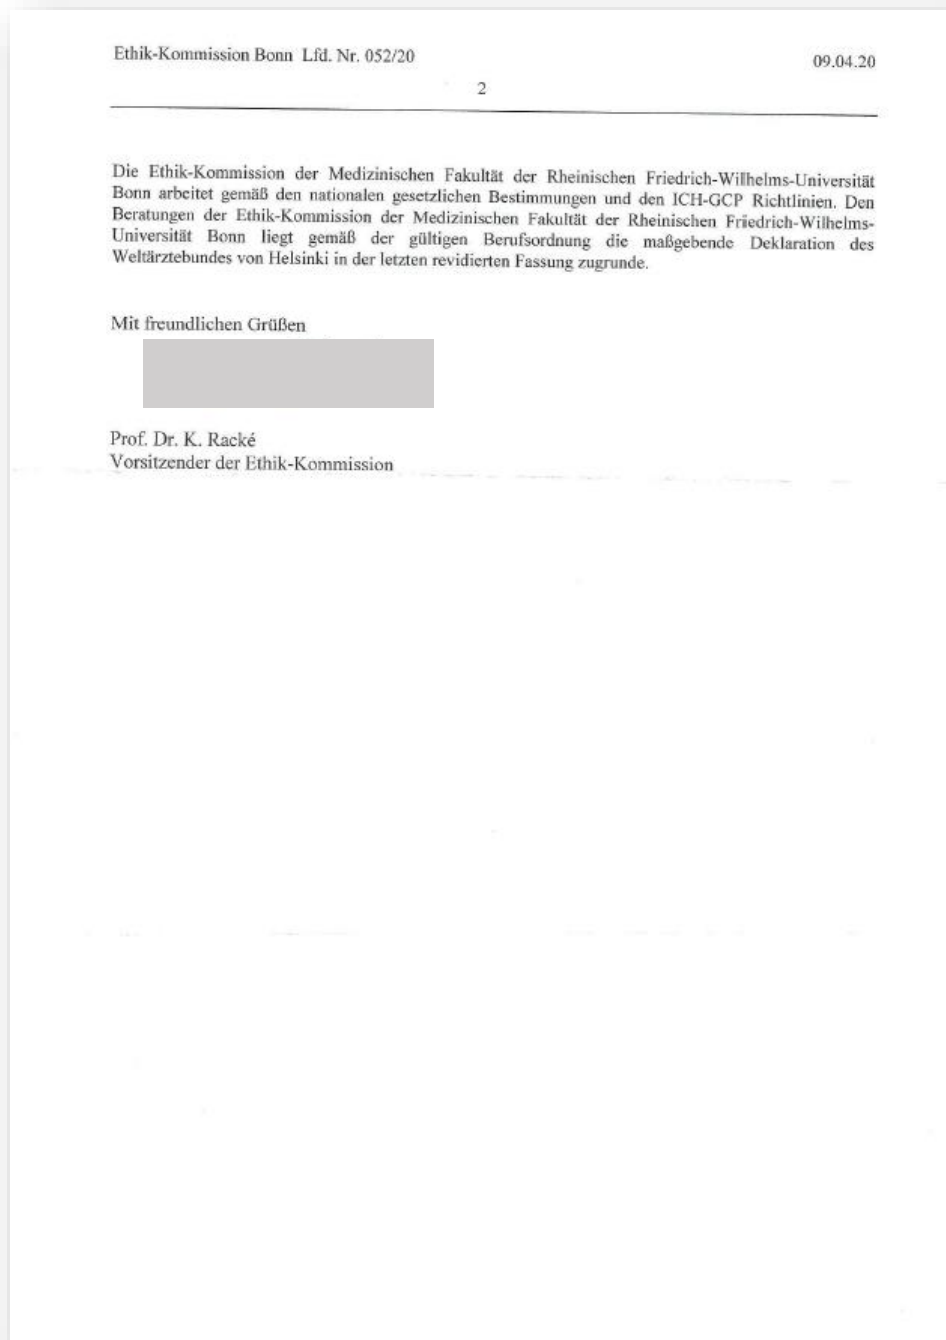 Ethik-Kommission Bonn Lfd. Nr. 052/20
09.04.20
2
Die Ethik-Kommission der Medizinischen Fakultät der Rheinischen Friedrich-Wilhelms-Universität
Bonn arbeitet gemäß den nationalen gesetzlichen Bestimmungen und den ICH-GCP Richtlinien. Den
Beratungen der Ethik-Kommission der Medizinischen Fakultät der Rheinischen Friedrich-Wilhelms-
Universität Bonn liegt gemäß der gültigen Berufsordnung die maßgebende Deklaration des
Weltärztebundes von Helsinki in der letzten revidierten Fassung zugrunde.
Mit freundlichen Grüßen
Prof. Dr. K. Racké
Vorsitzender der Ethik-Kommission